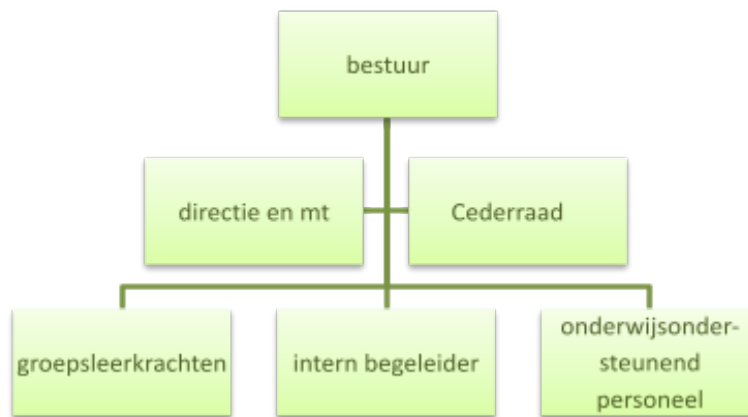 bestuur
directie en mt
Cederraad
groepsleerkrachten
intern begeleider
onderwijsonder-
steunend
personeel